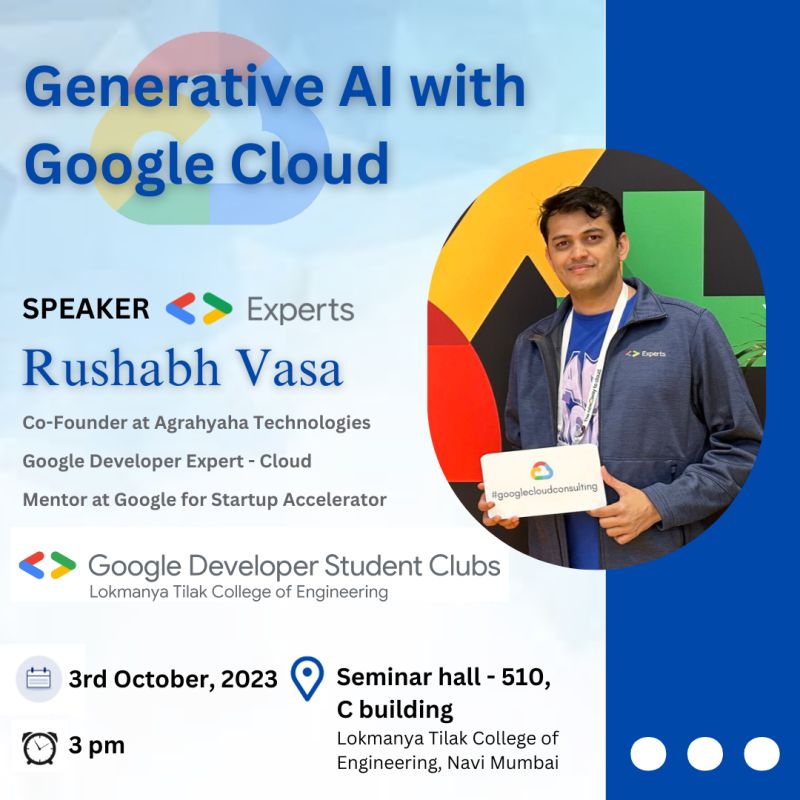 Generative AI with
Google Cloud
SPEAKER Experts
Rushabh Vasa
Co-Founder at Agrahyaha Technologies
Google Developer Expert - Cloud
Mentor at Google for Startup Accelerator
Experts
#googlecloudconsulting
Google Developer Student Clubs
Lokmanya Tilak College of Engineering
3rd October, 2023
3 pm
Seminar hall - 510,
C building
Lokmanya Tilak College of
Engineering, Navi Mumbai